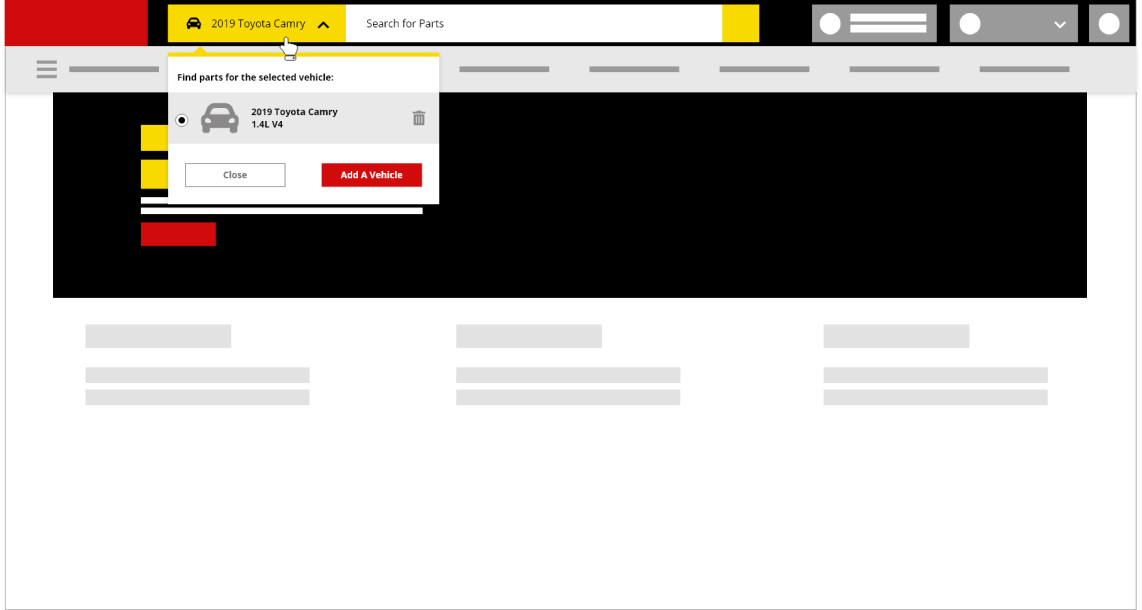 2019 Toyota Camry
Search for Parts
Find parts for the selected vehicle:
2019 Toyota Camry
1.4L V4
Close
Add A Vehicle